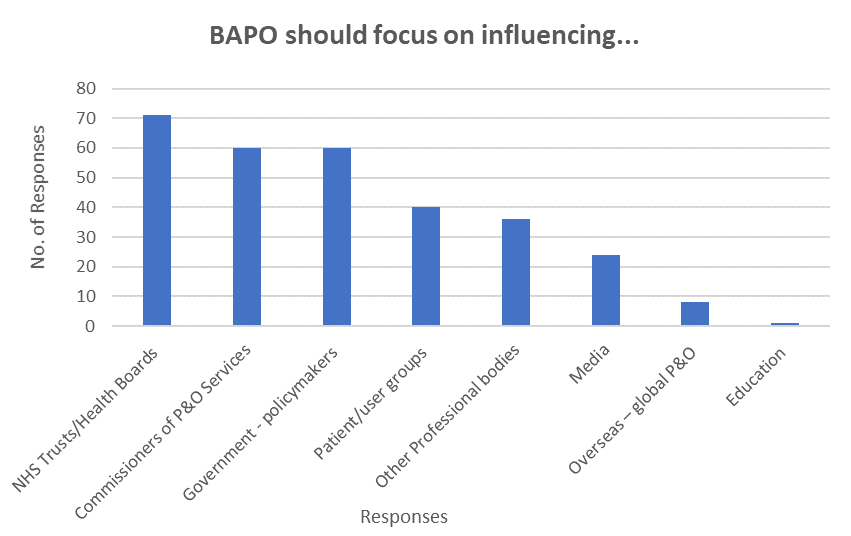 BAPO should focus on influencing...
No. of Responses
80
70
60
50
40
30
20
10
0
NHS Trusts/Health Boards
Commissioners of P&O Services
Government - policymakers
Patient/user groups
Other Professional bodies
Media
Overseas – global P&O
Education
Responses